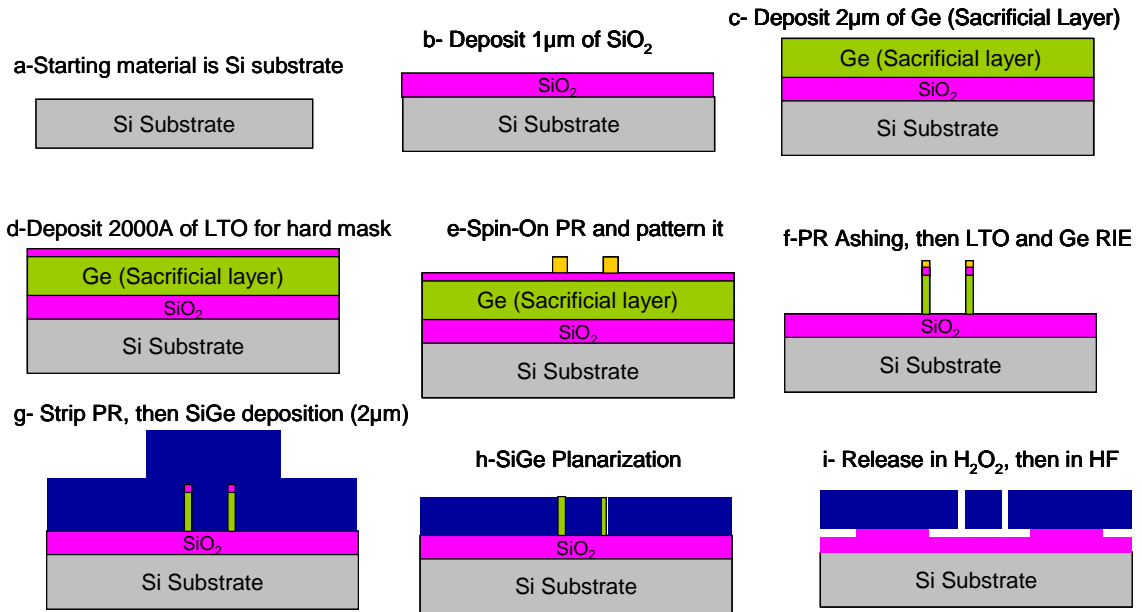 a-Starting material is Si substrate
Si Substrate
b- Deposit 1µm of SiO₂
SiO₂
Si Substrate
c- Deposit 2µm of Ge (Sacrificial Layer)
Ge (Sacrificial layer)
SiO₂
Si Substrate
d-Deposit 2000A of LTO for hard mask
Ge (Sacrificial layer)
SiO₂
Si Substrate
e-Spin-On PR and pattern it
Ge (Sacrificial layer)
SiO₂
Si Substrate
f-PR Ashing, then LTO and Ge RIE
SiO₂
Si Substrate
g- Strip PR, then SiGe deposition (2µm)
SiO₂
Si Substrate
h-SiGe Planarization
SiO₂
Si Substrate
i- Release in H₂O₂, then in HF
Si Substrate